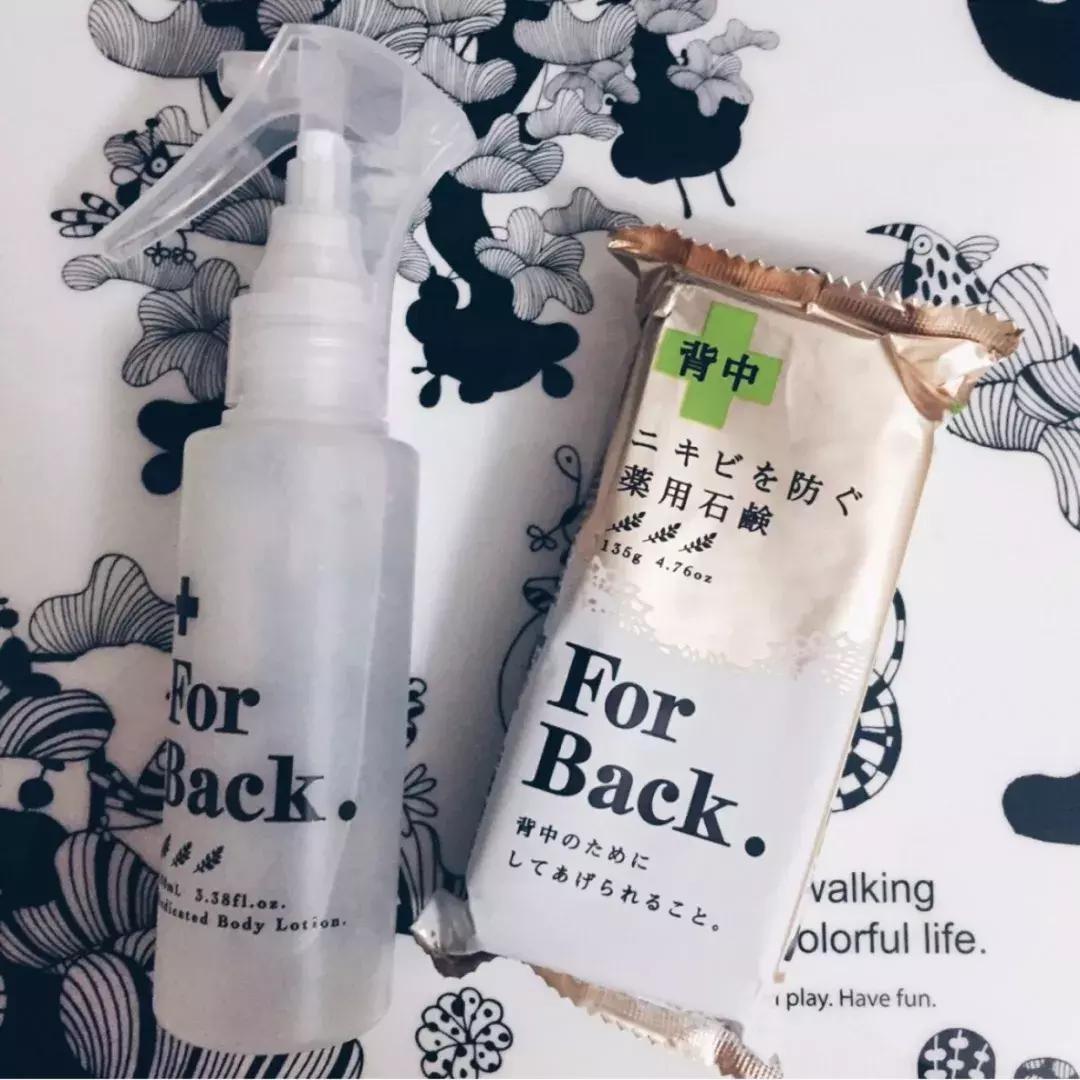 For
Back.
3.38fl.oz.
Body Lotion.
背中
ニキビを防ぐ
薬用石鹸
135g 4.76oz
For
Back.
背中のために
してあげられること。
life.
play. Have fun.